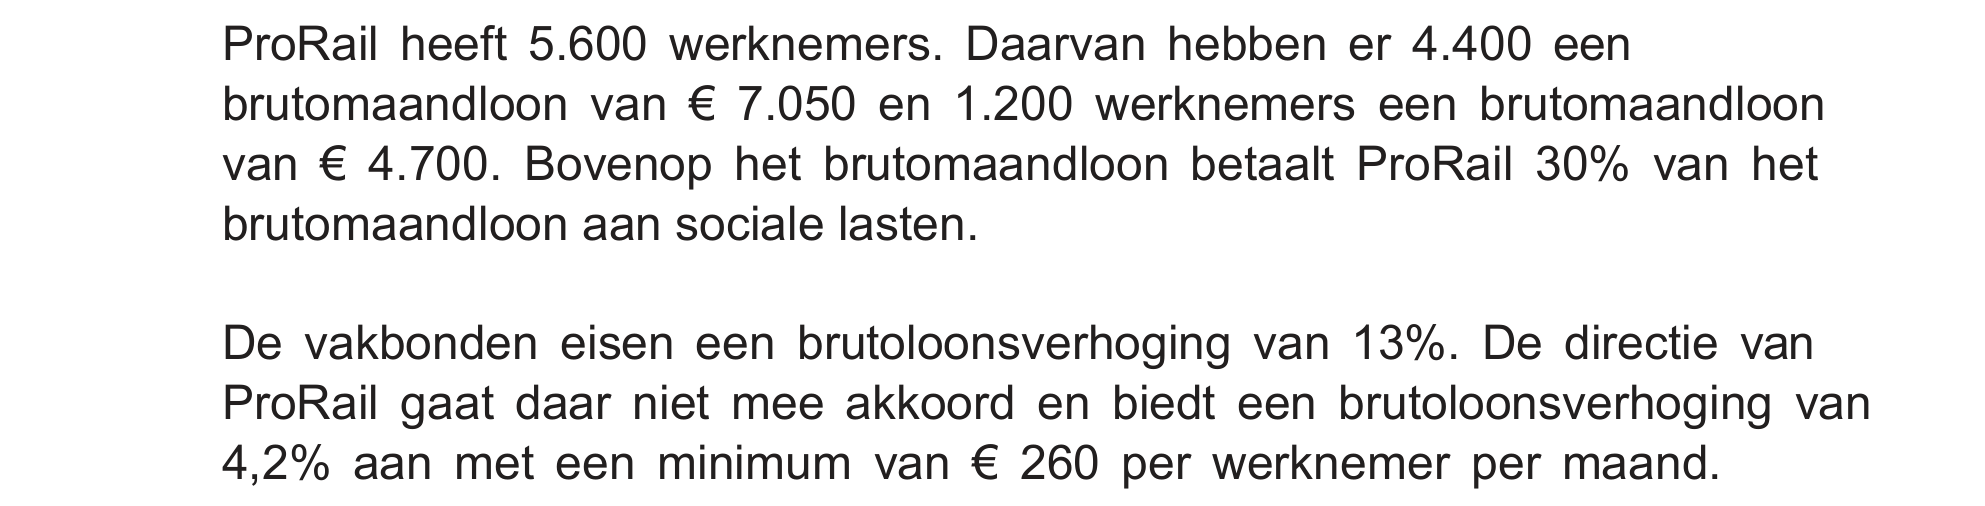 ProRail heeft 5.600 werknemers. Daarvan hebben er 4.400 een
brutomaandloon van € 7.050 en 1.200 werknemers een brutomaandloon
van € 4.700. Bovenop het brutomaandloon betaalt ProRail 30% van het
brutomaandloon aan sociale lasten.
De vakbonden eisen een brutoloonsverhoging van 13%. De directie van
ProRail gaat daar niet mee akkoord en biedt een brutoloonsverhoging van
4,2% aan met een minimum van € 260 per werknemer per maand.